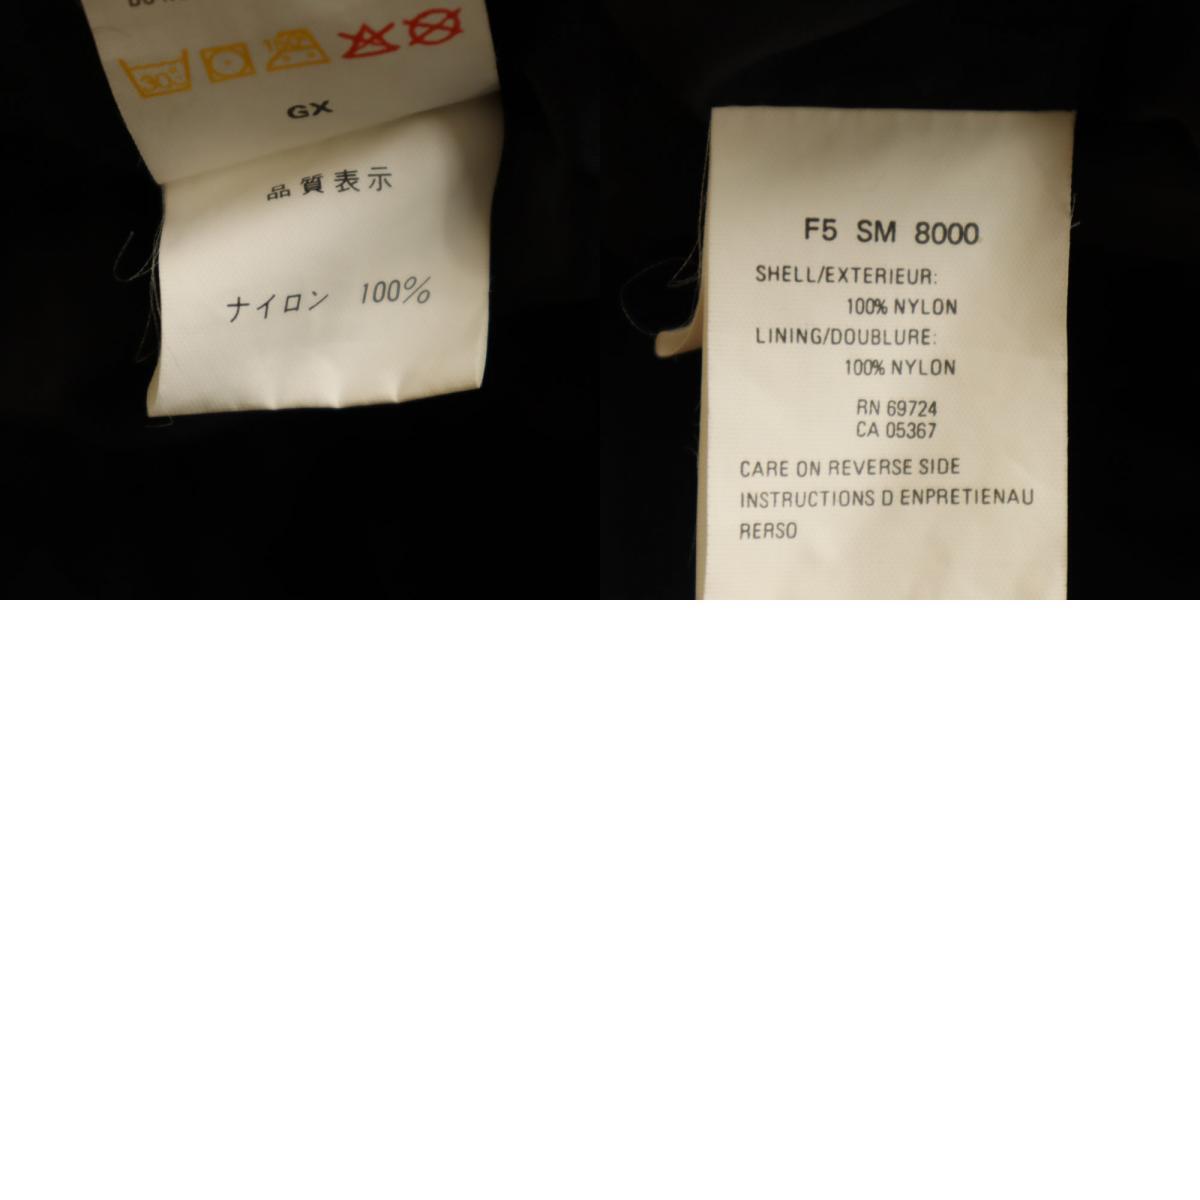 30°
GX
品質表示
ナイロン 100%
F5 SM 8000
SHELL/EXTERIEUR:
100% NYLON
LINING/DOUBLURE:
100% NYLON
RN 69724
CA 05367
CARE ON REVERSE SIDE
INSTRUCTIONS D ENPRETIENAU
RERSO